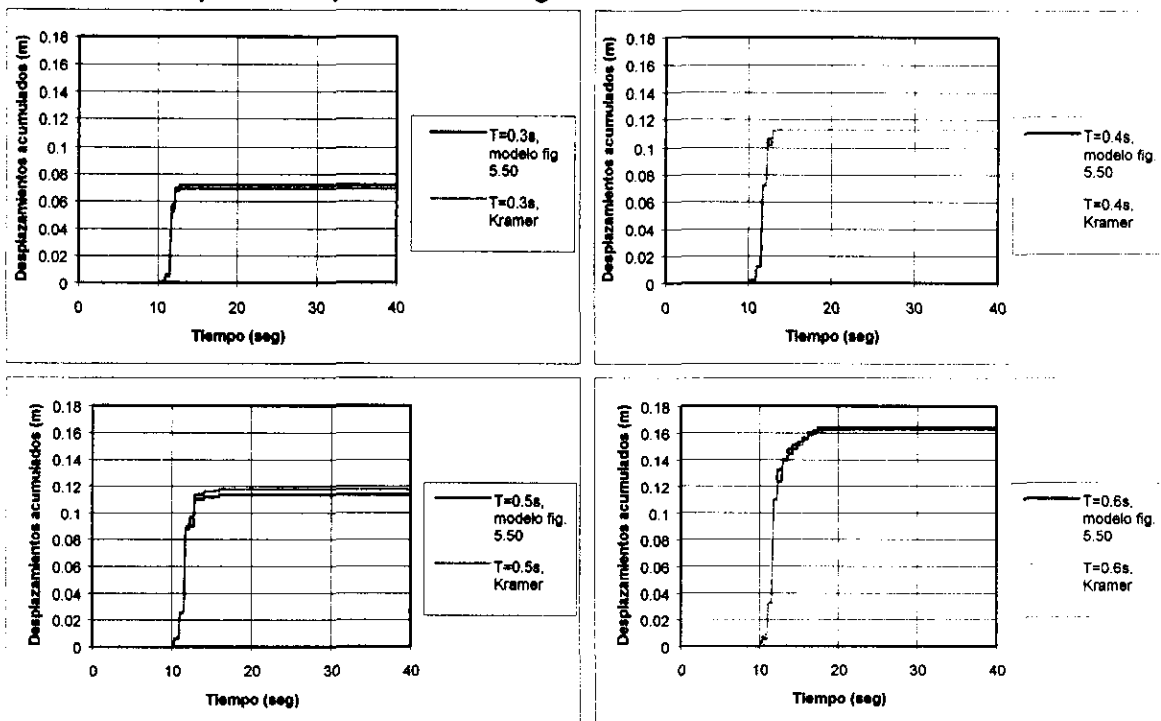 Desplazamientos acumulados (m)
0.18
0.16
0.14
0.12
0.1
0.08
0.06
0.04
0.02
0
0 10 20 30 40
Tiempo (seg)
T=0.3s,
modelo fig
5.50
T=0.3s,
Kramer
Desplazamientos acumulados (m)
0.18
0.16
0.14
0.12
0.1
0.08
0.06
0.04
0.02
0
0 10 20 30 40
Tiempo (seg)
T=0.4s,
modelo fig.
5.50
T=0.4s,
Kramer
Desplazamientos acumulados (m)
0.18
0.16
0.14
0.12
0.1
0.08
0.06
0.04
0.02
0
0 10 20 30 40
Tiempo (seg)
T=0.5s,
modelo fig.
5.50
T=0.5s,
Kramer
Desplazamientos acumulados (m)
0.18
0.16
0.14
0.12
0.1
0.08
0.06
0.04
0.02
0
0 10 20 30 40
Tiempo (seg)
T=0.6s,
modelo fig.
5.50
T=0.6s,
Kramer